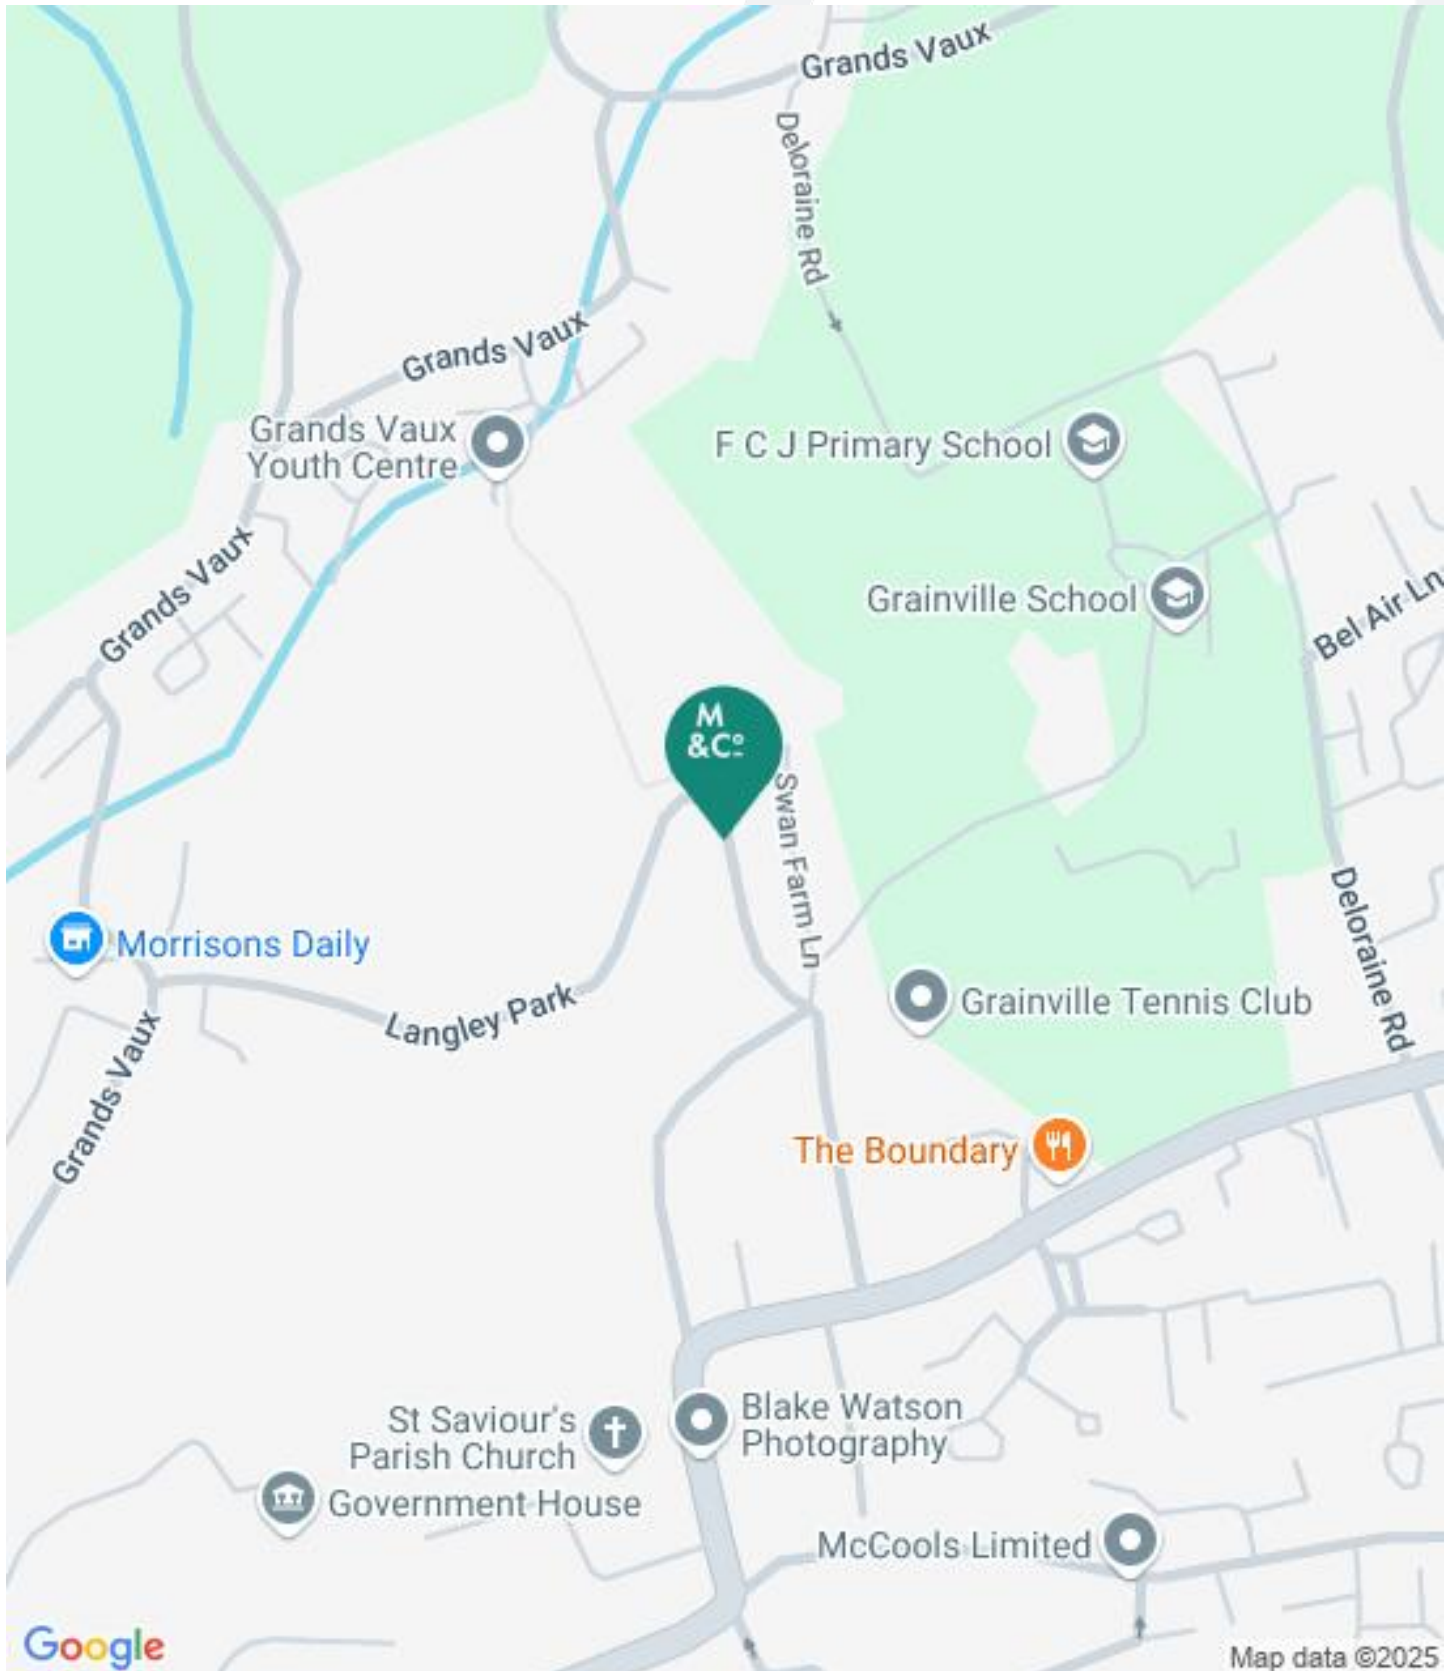 Grands Vaux
Deloraine Rd
Grands Vaux
Grands Vaux
Youth Centre
F C J Primary School
Grands Vaux
Grainville School
Bel Air Ln
M
&Cº
Swan Farm Ln
Morrisons Daily
Deloraine Rd
Langley Park
Grainville Tennis Club
Grands Vaux
The Boundary
St Saviour's
Parish Church
Blake Watson
Photography
Government House
McCools Limited
Google
Map data ©2025